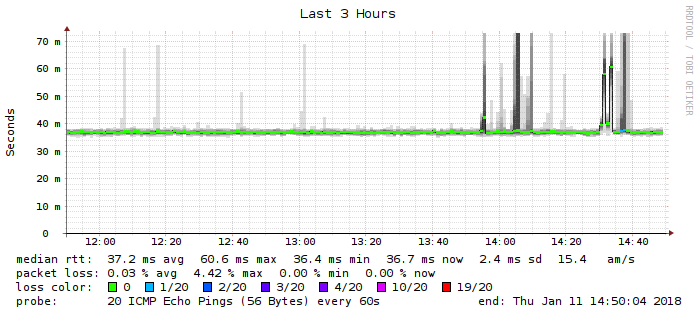 Last 3 Hours
RRDTOOL / TOBI OETIKER
Seconds
70 m
60 m
50 m
40 m
30 m
20 m
10 m
0
12:00 12:20 12:40 13:00 13:20 13:40 14:00 14:20 14:40
median rtt: 37.2 ms avg 60.6 ms max 36.4 ms min 36.7 ms now 2.4 ms sd 15.4 am/s
packet loss: 0.03 % avg 4.42 % max 0.00 % min 0.00 % now
loss color: 0 1/20 2/20 3/20 4/20 10/20 19/20
probe: 20 ICMP Echo Pings (56 Bytes) every 60s end: Thu Jan 11 14:50:04 2018